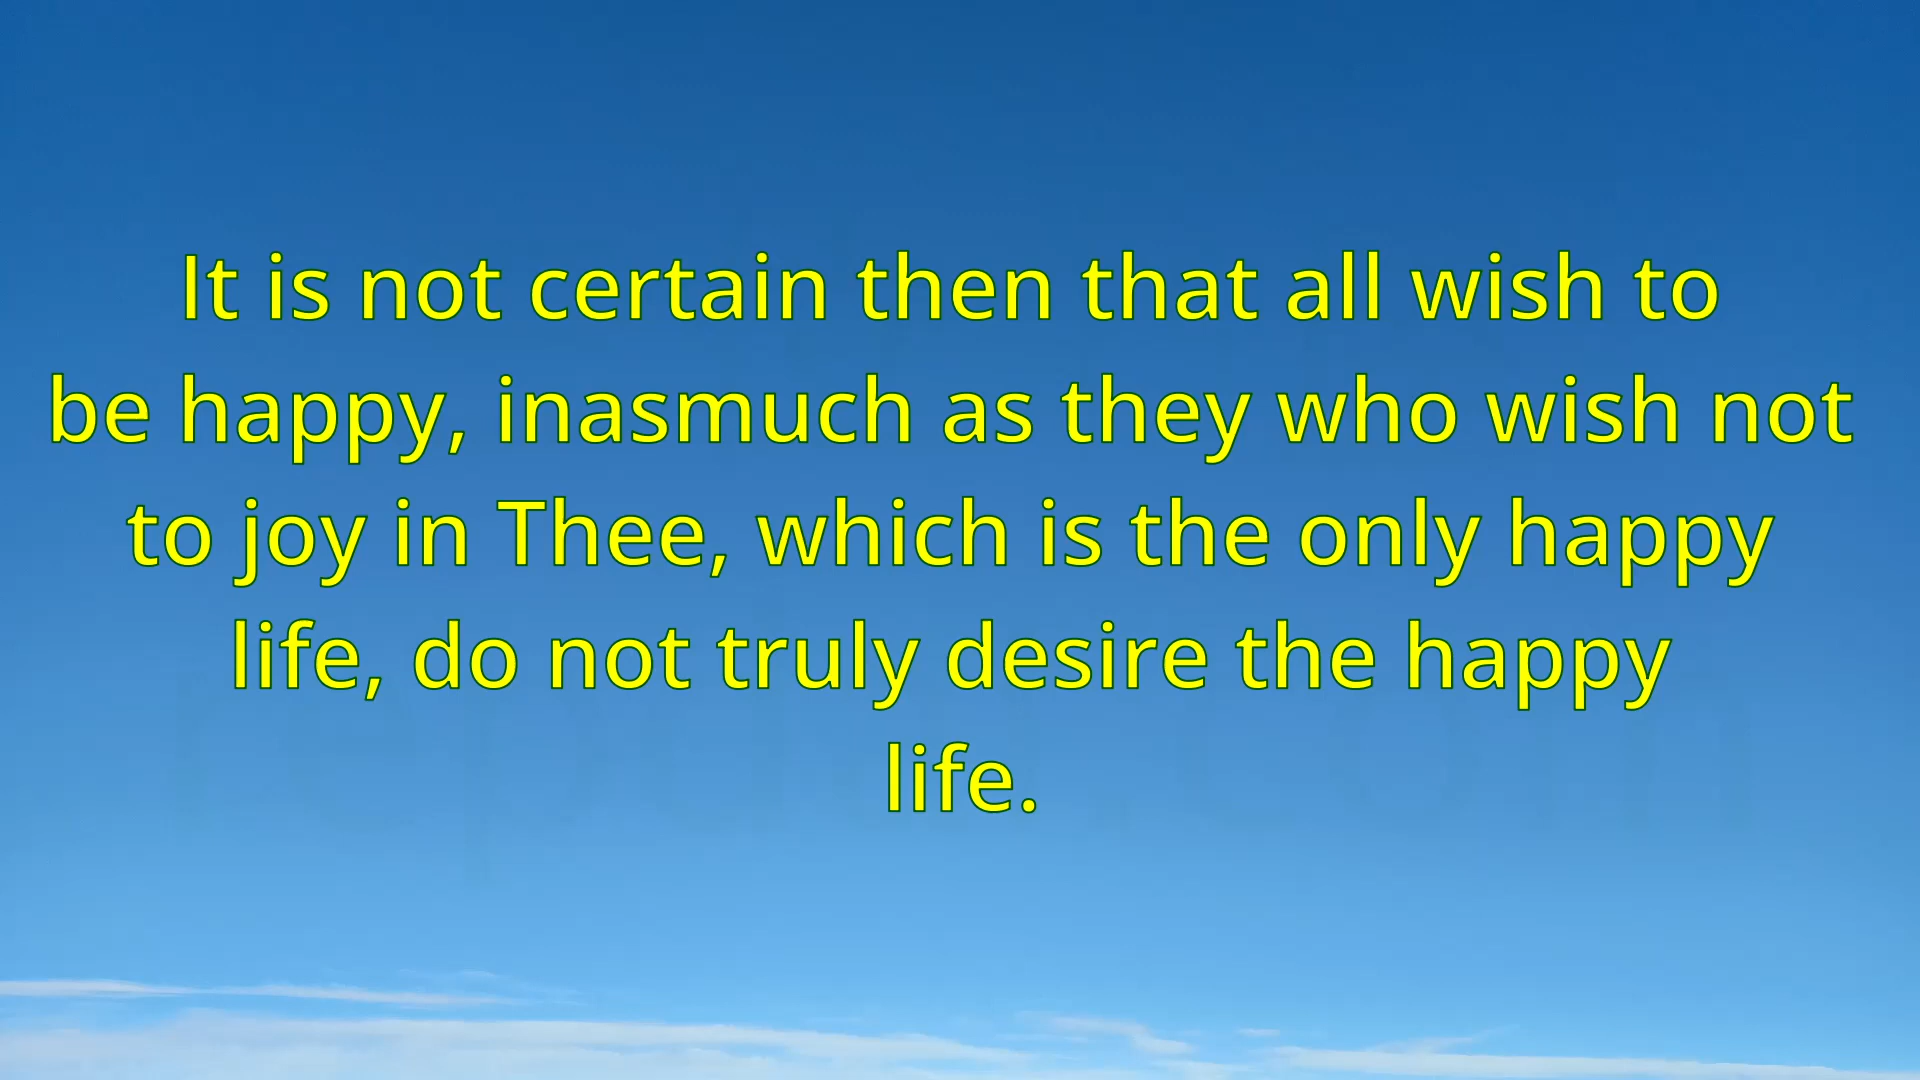 It is not certain then that all wish to
be happy, inasmuch as they who wish not
to joy in Thee, which is the only happy
life, do not truly desire the happy
life.